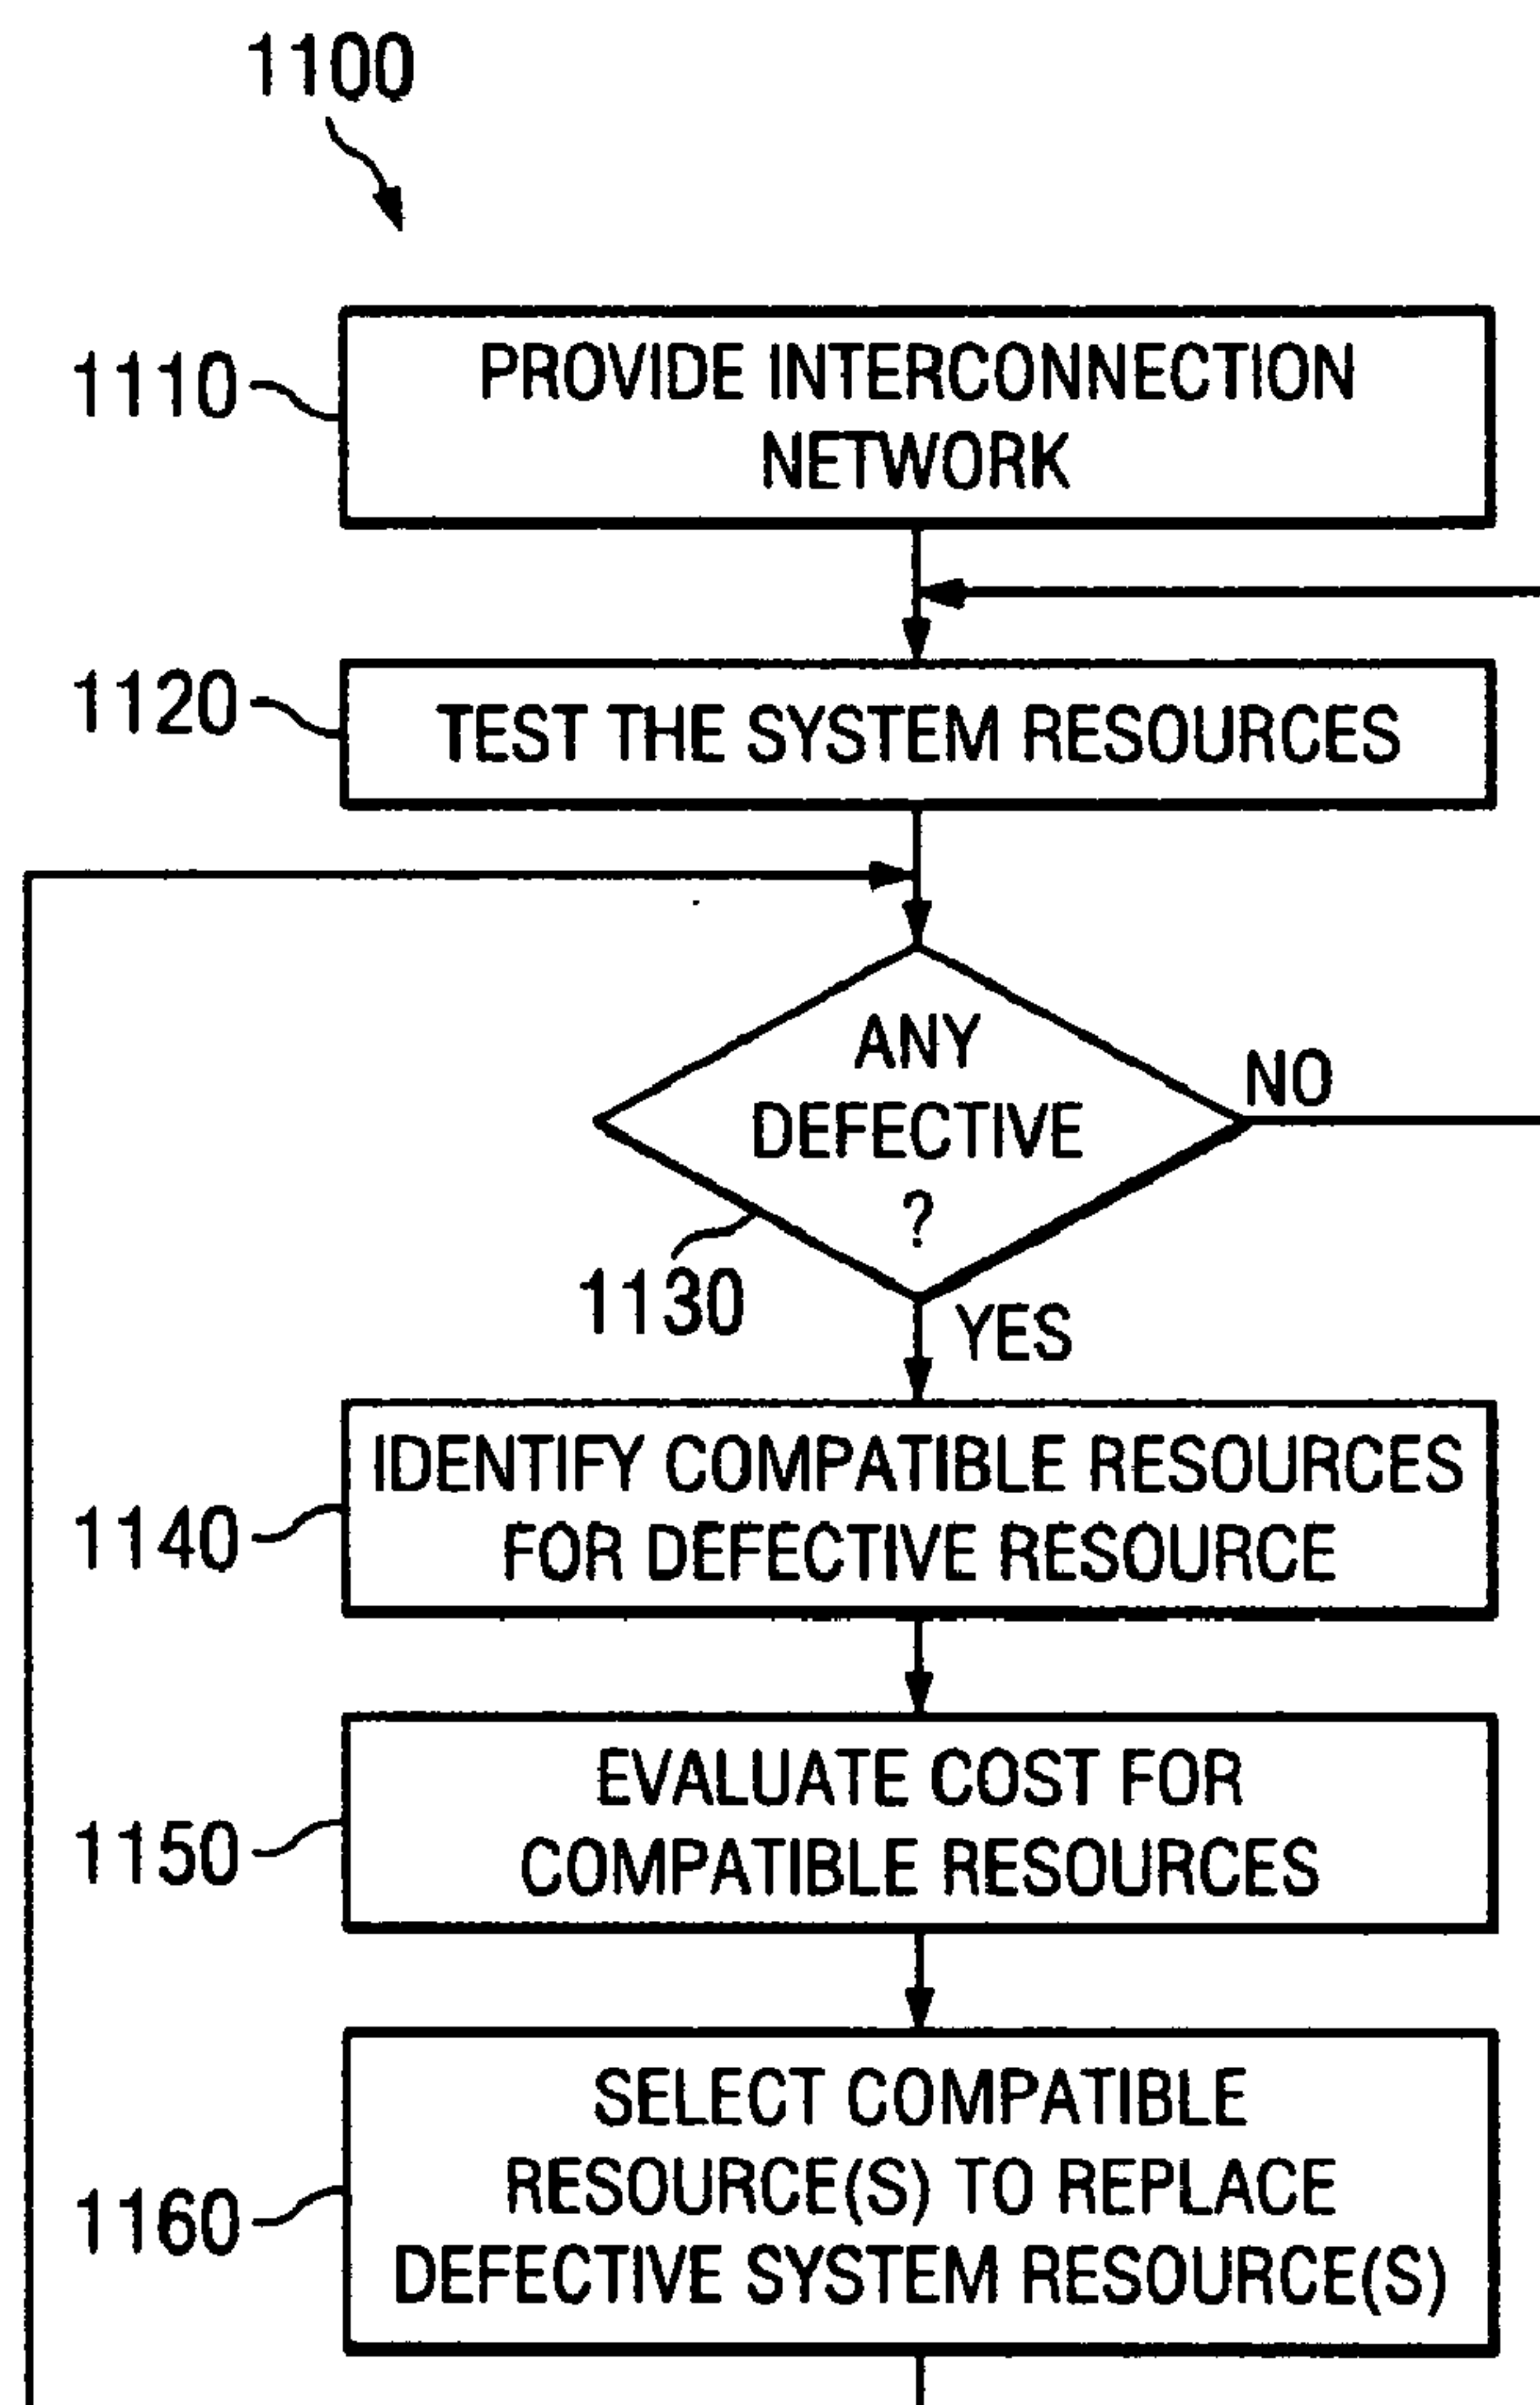 1100
1110
PROVIDE INTERCONNECTION
NETWORK
1120
TEST THE SYSTEM RESOURCES
ANY
DEFECTIVE
?
NO
1130
YES
1140
IDENTIFY COMPATIBLE RESOURCES
FOR DEFECTIVE RESOURCE
1150
EVALUATE COST FOR
COMPATIBLE RESOURCES
1160
SELECT COMPATIBLE
RESOURCE(S) TO REPLACE
DEFECTIVE SYSTEM RESOURCE(S)